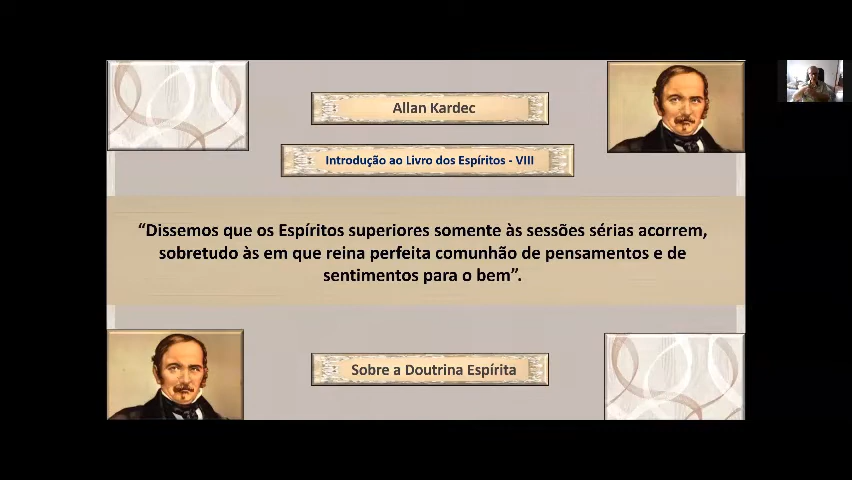 Allan Kardec
Introdução ao Livro dos Espíritos - VIII
“Dissemos que os Espíritos superiores somente às sessões sérias acorrem,
sobretudo às em que reina perfeita comunhão de pensamentos e de
sentimentos para o bem”.
Sobre a Doutrina Espírita